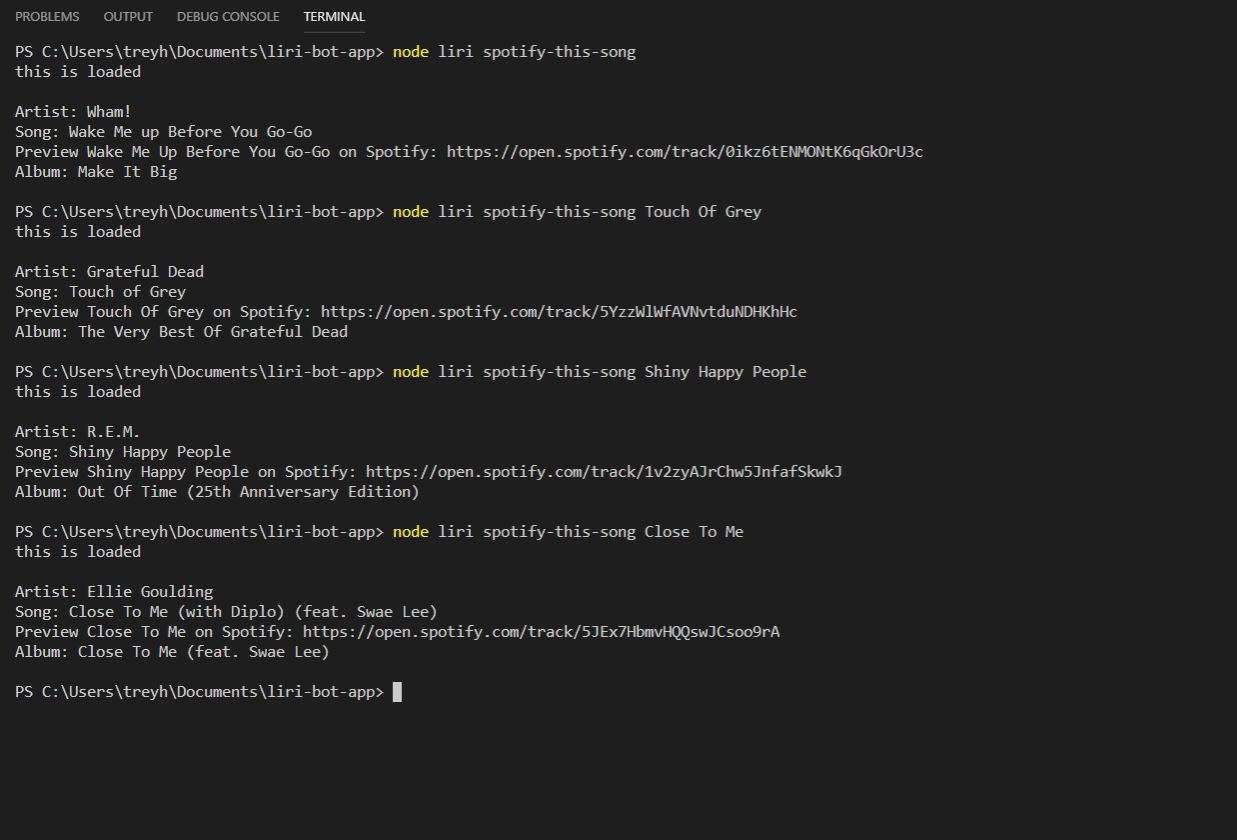 PROBLEMS OUTPUT DEBUG CONSOLE TERMINAL
PS C:\Users\treyh\Documents\liri-bot-app> node liri spotify-this-song
this is loaded
Artist: Wham!
Song: Wake Me up Before You Go-Go
Preview Wake Me Up Before You Go-Go on Spotify: https://open.spotify.com/track/0ikz6tENMONtK6qGkOrU3c
Album: Make It Big
PS C:\Users\treyh\Documents\liri-bot-app> node liri spotify-this-song Touch Of Grey
this is loaded
Artist: Grateful Dead
Song: Touch of Grey
Preview Touch Of Grey on Spotify: https://open.spotify.com/track/5YzzWlWfAVNvtduNDHKhHc
Album: The Very Best Of Grateful Dead
PS C:\Users\treyh\Documents\liri-bot-app> node liri spotify-this-song Shiny Happy People
this is loaded
Artist: R.E.M.
Song: Shiny Happy People
Preview Shiny Happy People on Spotify: https://open.spotify.com/track/1v2zyAJrChw5JnfafSkwkJ
Album: Out Of Time (25th Anniversary Edition)
PS C:\Users\treyh\Documents\liri-bot-app> node liri spotify-this-song Close To Me
this is loaded
Artist: Ellie Goulding
Song: Close To Me (with Diplo) (feat. Swae Lee)
Preview Close To Me on Spotify: https://open.spotify.com/track/5JEx7HbmvHQQswJCsoo9rA
Album: Close To Me (feat. Swae Lee)
PS C:\Users\treyh\Documents\liri-bot-app>